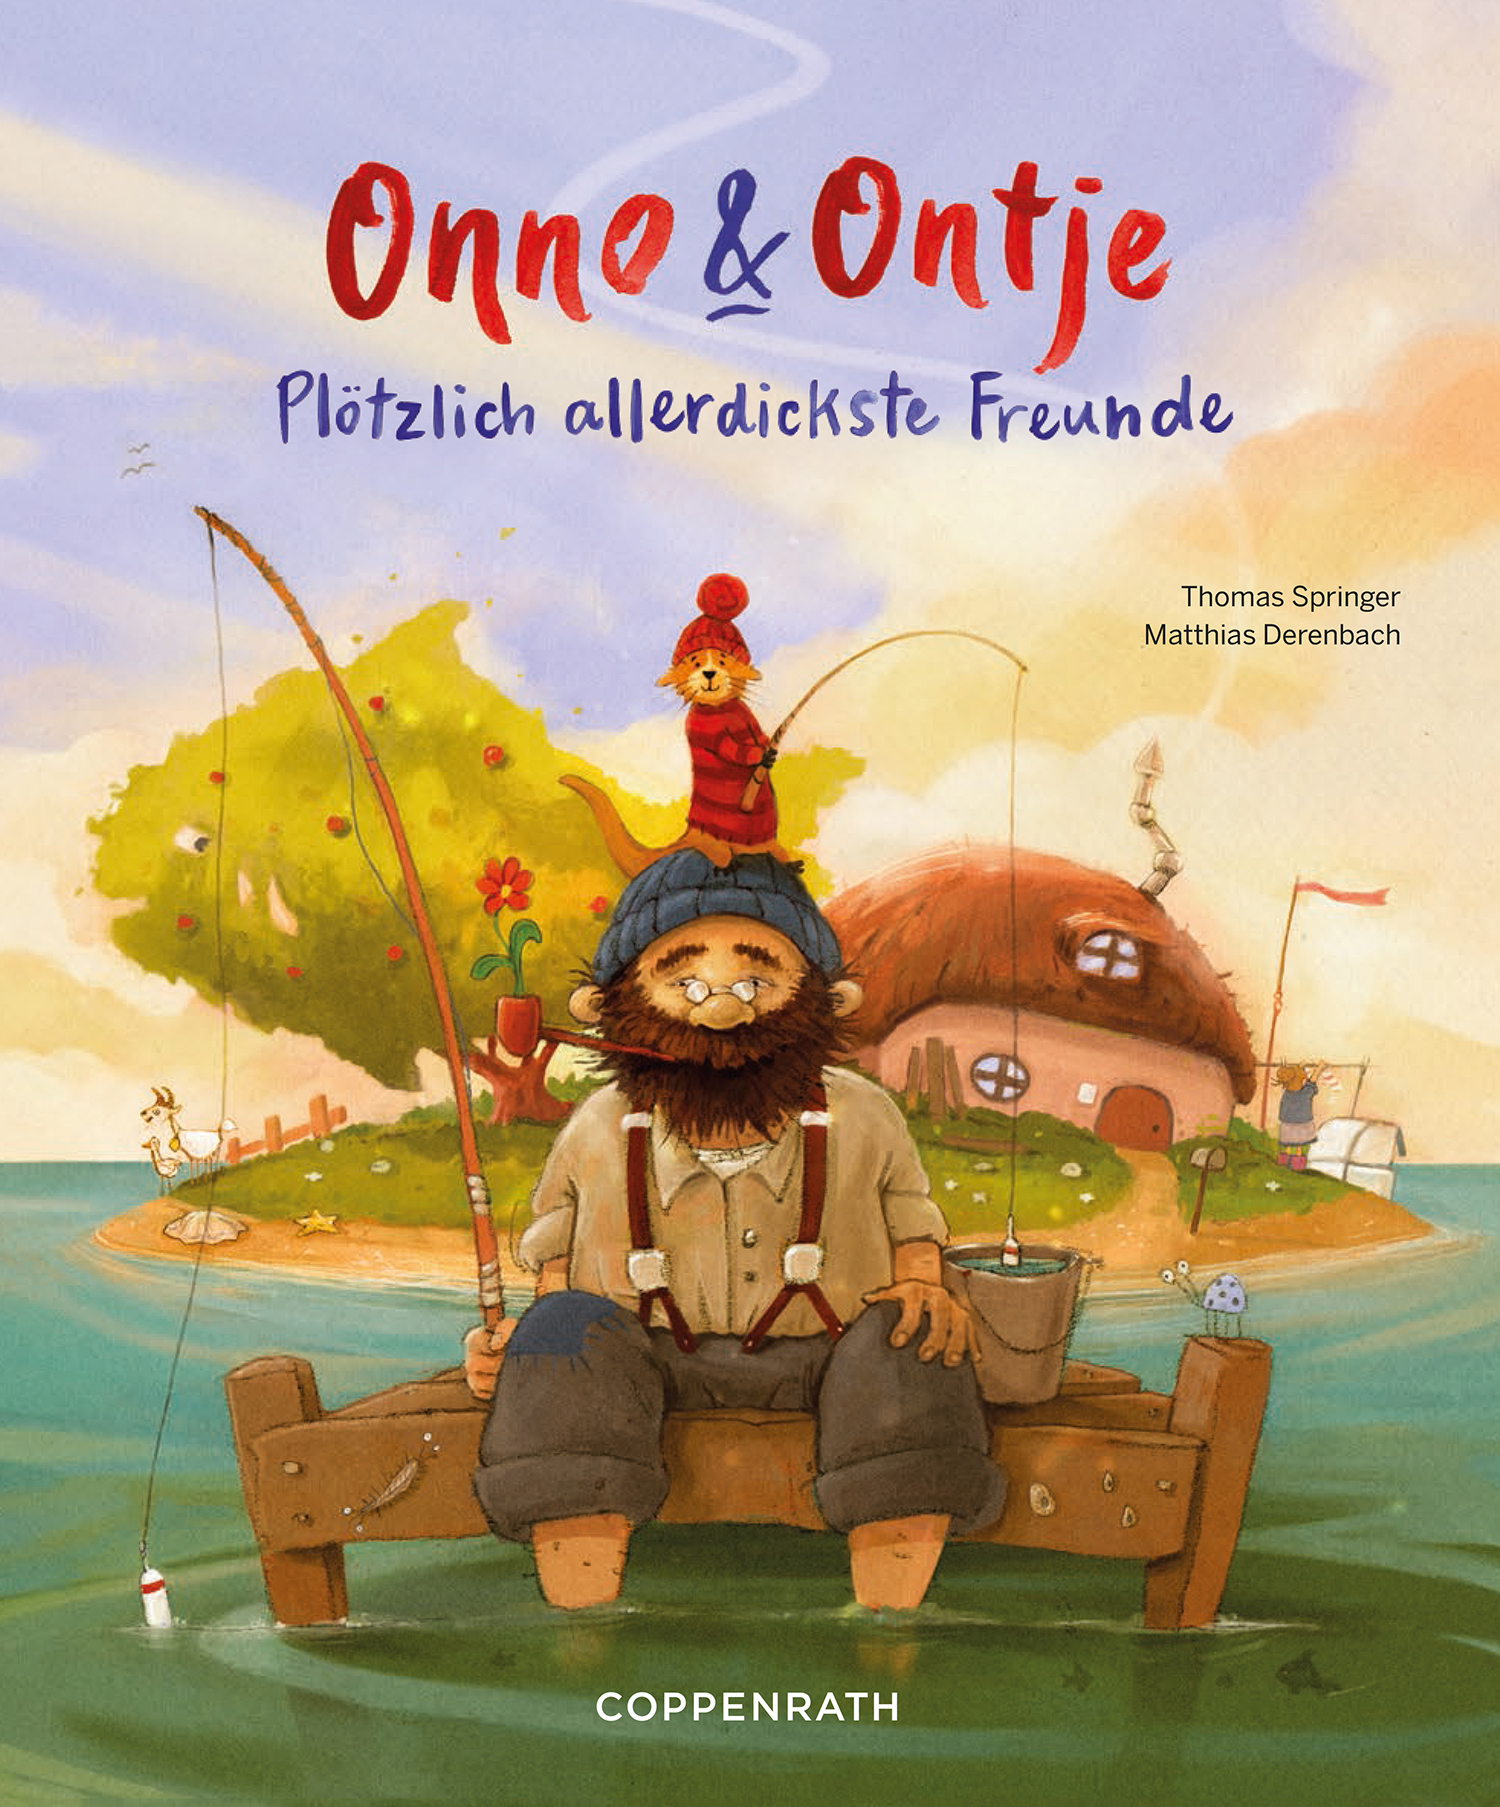 Onno & Ontje
Plötzlich allerdickste Freunde
Thomas Springer
Matthias Derenbach
COPPENRATH